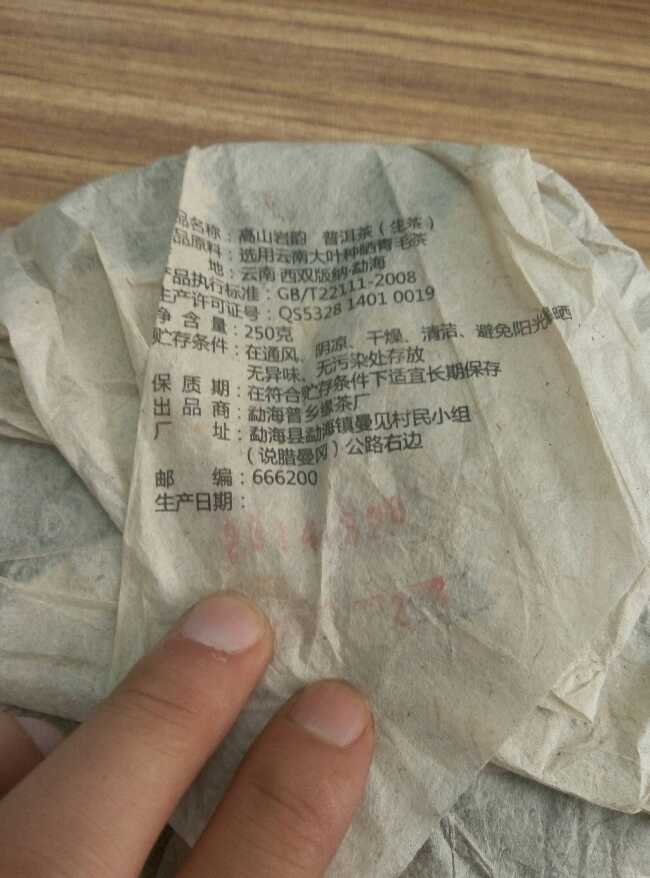 品名称：高山岩韵 普洱茶（生茶）
品原料：选用云南大叶种晒青毛茶
地：云南 西双版纳·勐海
产品执行标准：GB/T22111-2008
生产许可证号：QS5328 1401 0019
净 含 量：250克
贮存条件：在通风、阴凉、干燥、清洁、避免阳光 晒
无异味、无污染处存放
保 质 期：在符合贮存条件下适宜长期保存
出 品 商：勐海普乡缘茶厂
厂 址：勐海县勐海镇曼见村民小组
（说腊曼冈）公路右边
邮 编：666200
生产日期：